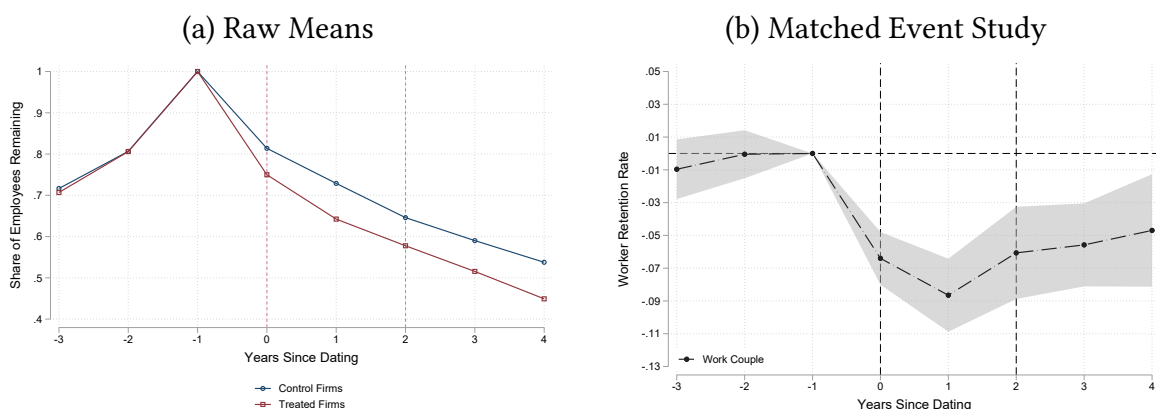 (a) Raw Means
1
.9
.8
.7
.6
.5
.4
Share of Employees Remaining
-3 -2 -1 0 1 2 3 4
Years Since Dating
Control Firms
Treated Firms
(b) Matched Event Study
.05
.03
.01
-.01
-.03
-.05
-.07
-.09
-.11
-.13
Worker Retention Rate
Work Couple
-3 -2 -1 0 1 2 3 4
Years Since Dating